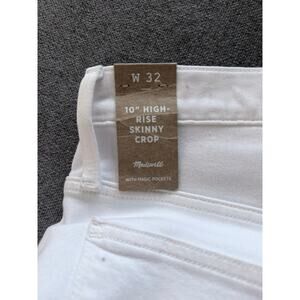 W 32
10" HIGH-
RISE
SKINNY
CROP
Madewell
WITH MAGIC POCKETS